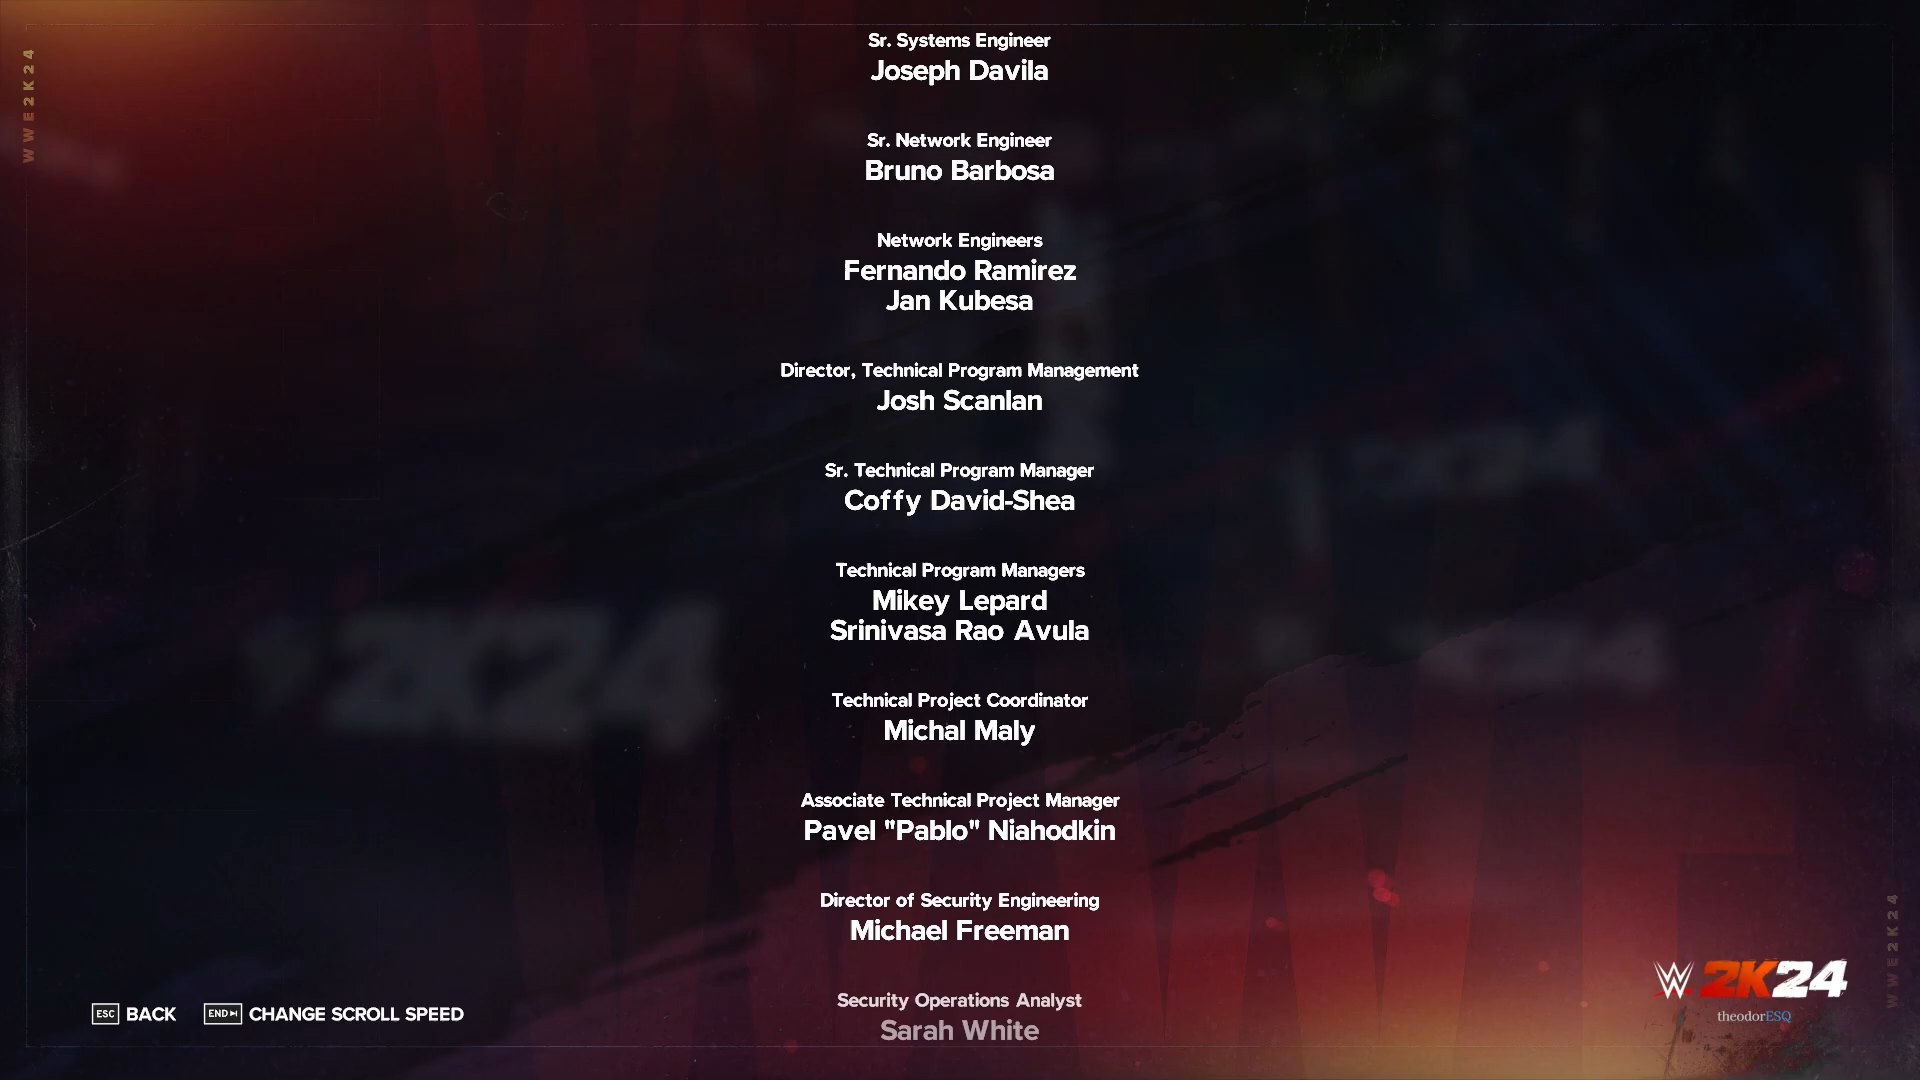 WWE2K24
Sr. Systems Engineer
Joseph Davila
Sr. Network Engineer
Bruno Barbosa
Network Engineers
Fernando Ramirez
Jan Kubesa
Director, Technical Program Management
Josh Scanlan
Sr. Technical Program Manager
Coffy David-Shea
Technical Program Managers
Mikey Lepard
Srinivasa Rao Avula
2K24
Technical Project Coordinator
Michal Maly
Associate Technical Project Manager
Pavel "Pablo" Niahodkin
Director of Security Engineering
Michael Freeman
Security Operations Analyst
Sarah White
ESC BACK END CHANGE SCROLL SPEED
W 2K24
theodorESQ
WWE2K24